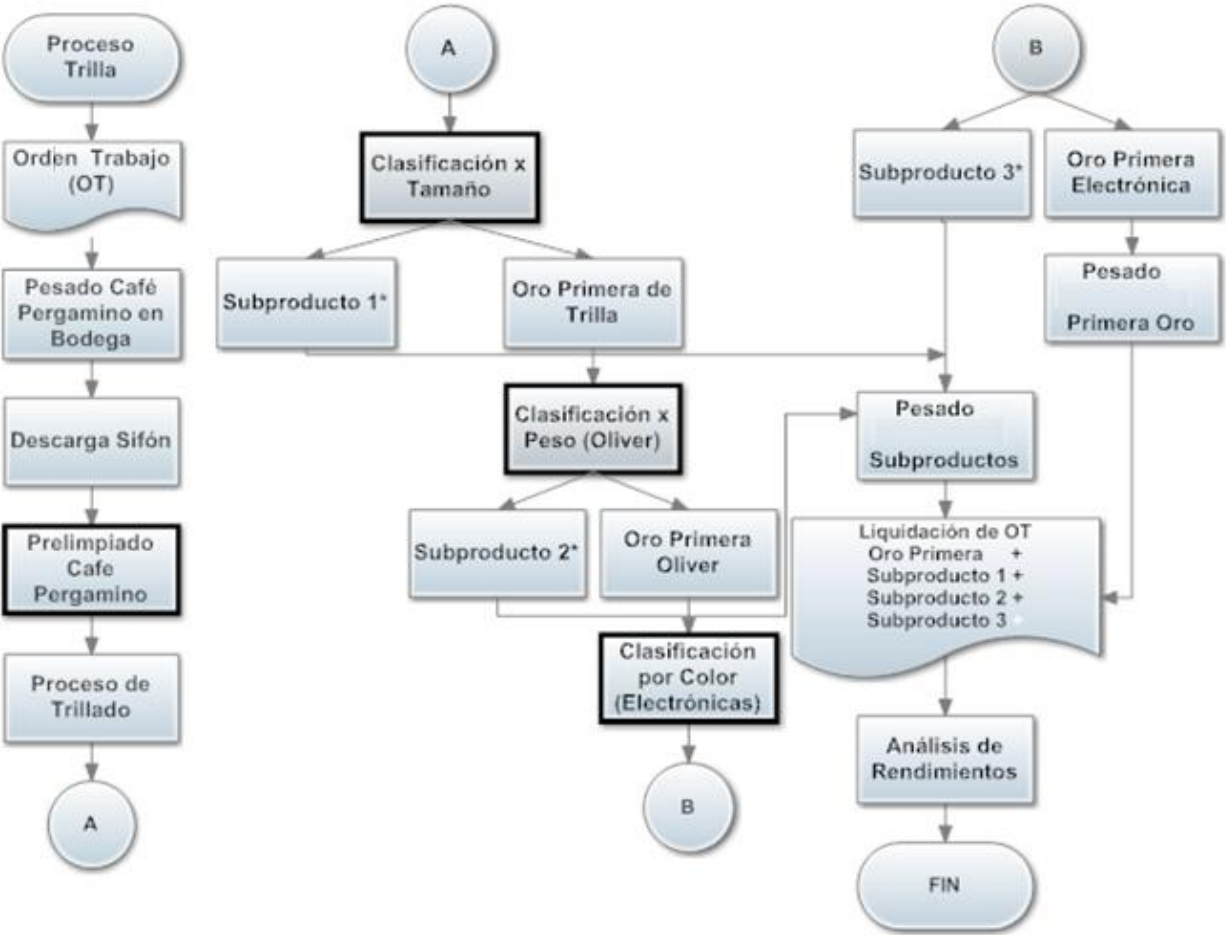 Proceso
Trilla
Orden Trabajo
(OT)
Pesado Café
Pergamino en
Bodega
Descarga Sifón
Prelimpiado
Cafe
Pergamino
Proceso de
Trillado
A
A
Clasificación x
Tamaño
Subproducto 1*
Oro Primera de
Trilla
Clasificación x
Peso (Oliver)
Subproducto 2*
Oro Primera
Oliver
Clasificación
por Color
(Electrónicas)
B
B
Subproducto 3*
Oro Primera
Electrónica
Pesado
Primera Oro
Pesado
Subproductos
Liquidación de OT
Oro Primera +
Subproducto 1 +
Subproducto 2 +
Subproducto 3
Análisis de
Rendimientos
FIN